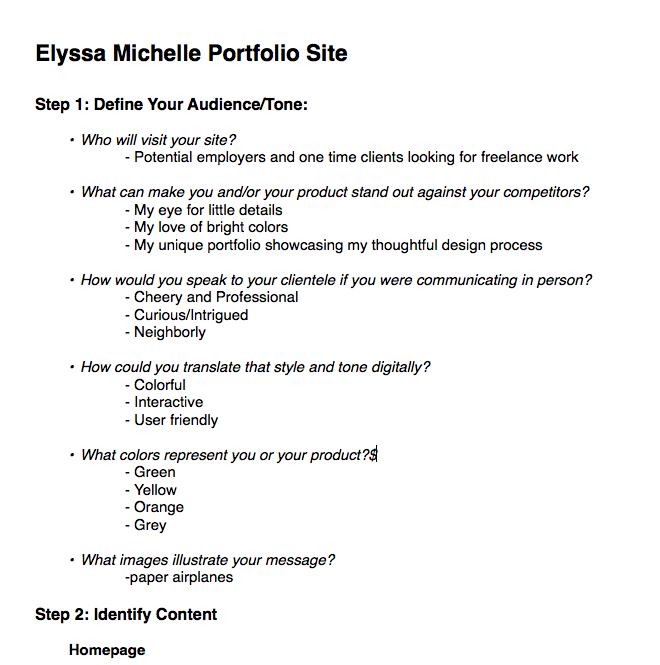 Elyssa Michelle Portfolio Site
Step 1: Define Your Audience/Tone:
• Who will visit your site?
- Potential employers and one time clients looking for freelance work
• What can make you and/or your product stand out against your competitors?
- My eye for little details
- My love of bright colors
- My unique portfolio showcasing my thoughtful design process
• How would you speak to your clientele if you were communicating in person?
- Cheery and Professional
- Curious/Intrigued
- Neighborly
• How could you translate that style and tone digitally?
- Colorful
- Interactive
- User friendly
• What colors represent you or your product?$
- Green
- Yellow
- Orange
- Grey
• What images illustrate your message?
-paper airplanes
Step 2: Identify Content
Homepage